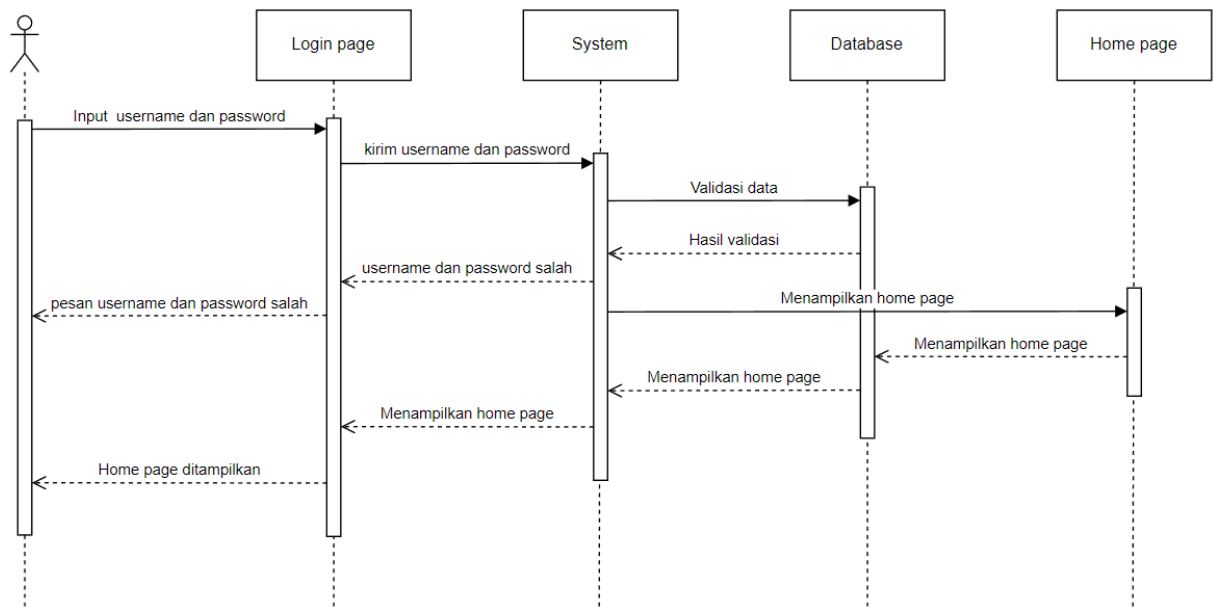 Login page
System
Database
Home page
Input username dan password
kirim username dan password
Validasi data
Hasil validasi
username dan password salah
pesan username dan password salah
Menampilkan home page
Menampilkan home page
Menampilkan home page
Menampilkan home page
Home page ditampilkan